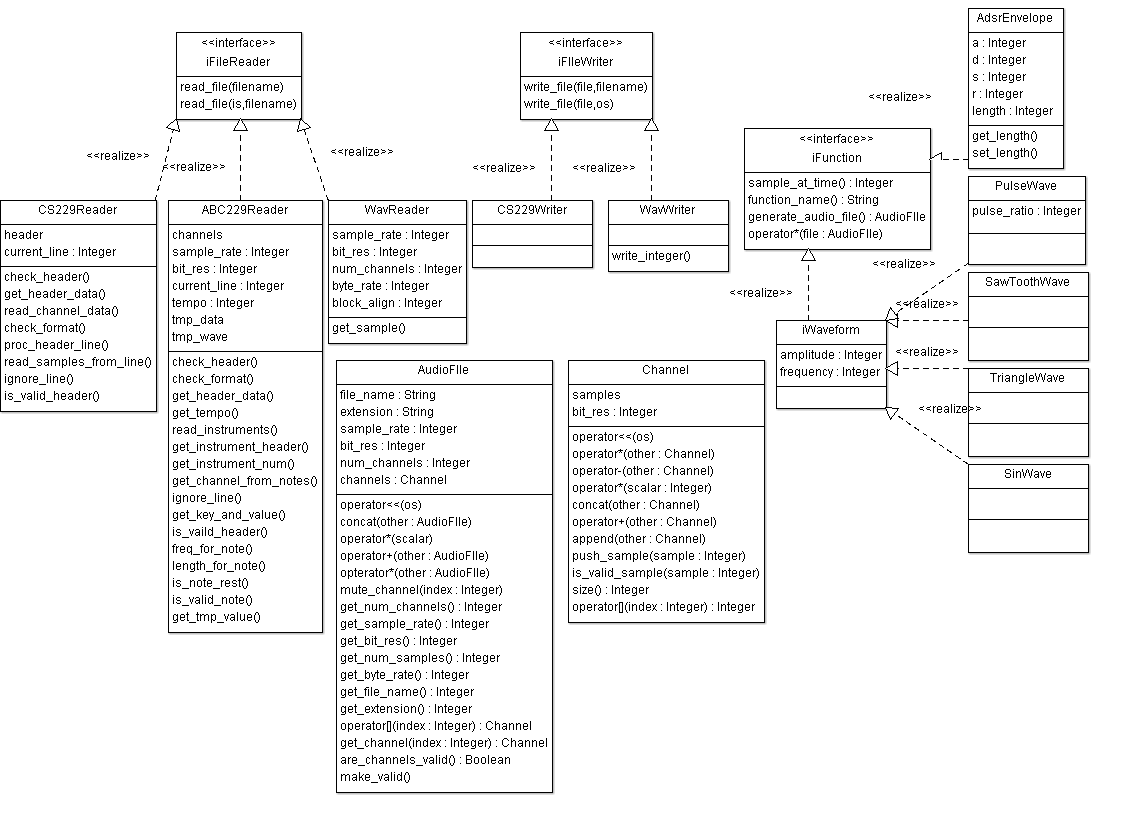 <<interface>>
iFileReader
read_file(filename)
read_file(is,filename)
<<interface>>
iFIleWriter
write_file(file,filename)
write_file(file,os)
AdsrEnvelope
a : Integer
d : Integer
s : Integer
r : Integer
length : Integer
get_length()
set_length()
<<realize>>
<<interface>>
iFunction
sample_at_time() : Integer
function_name() : String
generate_audio_file() : AudioFIle
operator*(file : AudioFIle)
<<realize>>
<<realize>>
<<realize>>
<<realize>>
<<realize>>
CS229Reader
header
current_line : Integer
check_header()
get_header_data()
read_channel_data()
check_format()
proc_header_line()
read_samples_from_line()
ignore_line()
is_valid_header()
ABC229Reader
channels
sample_rate : Integer
bit_res : Integer
current_line : Integer
tempo : Integer
tmp_data
tmp_wave
check_header()
check_format()
get_header_data()
get_tempo()
read_instruments()
get_instrument_header()
get_instrument_num()
get_channel_from_notes()
ignore_line()
get_key_and_value()
is_vaild_header()
freq_for_note()
length_for_note()
is_note_rest()
is_valid_note()
get_tmp_value()
WavReader
sample_rate : Integer
bit_res : Integer
num_channels : Integer
byte_rate : Integer
block_align : Integer
get_sample()
CS229Writer
WavWriter
write_integer()
PulseWave
pulse_ratio : Integer
<<realize>>
<<realize>>
<<realize>>
SawToothWave
iWaveform
amplitude : Integer
frequency : Integer
<<realize>>
TriangleWave
<<realize>>
SinWave
AudioFIle
file_name : String
extension : String
sample_rate : Integer
bit_res : Integer
num_channels : Integer
channels : Channel
operator<<(os)
concat(other : AudioFIle)
operator*(scalar)
operator+(other : AudioFIle)
opterator*(other : AudioFIle)
mute_channel(index : Integer)
get_num_channels() : Integer
get_sample_rate() : Integer
get_bit_res() : Integer
get_num_samples() : Integer
get_byte_rate() : Integer
get_file_name() : Integer
get_extension() : Integer
operator[](index : Integer) : Channel
get_channel(index : Integer) : Channel
are_channels_valid() : Boolean
make_valid()
Channel
samples
bit_res : Integer
operator<<(os)
operator*(other : Channel)
operator-(other : Channel)
operator*(scalar : Integer)
concat(other : Channel)
operator+(other : Channel)
append(other : Channel)
push_sample(sample : Integer)
is_valid_sample(sample : Integer)
size() : Integer
operator[](index : Integer) : Integer